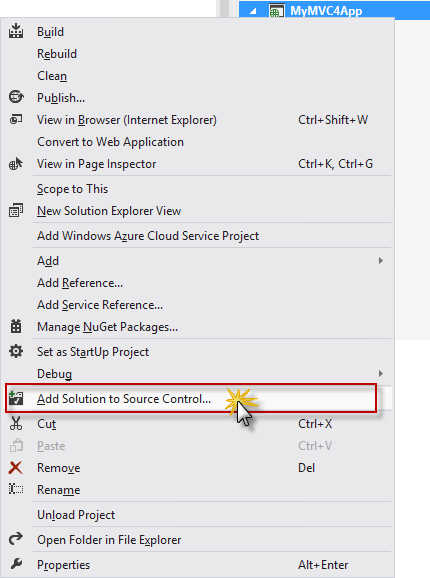 MyMVC4App
Build
Rebuild
Clean
Publish...
View in Browser (Internet Explorer) Ctrl+Shift+W
Convert to Web Application
View in Page Inspector Ctrl+K, Ctrl+G
Scope to This
New Solution Explorer View
Add Windows Azure Cloud Service Project
Add
Add Reference...
Add Service Reference...
Manage NuGet Packages...
Set as StartUp Project
Debug
Add Solution to Source Control...
Cut Ctrl+X
Paste Ctrl+V
Remove Del
Rename
Unload Project
Open Folder in File Explorer
Properties Alt+Enter